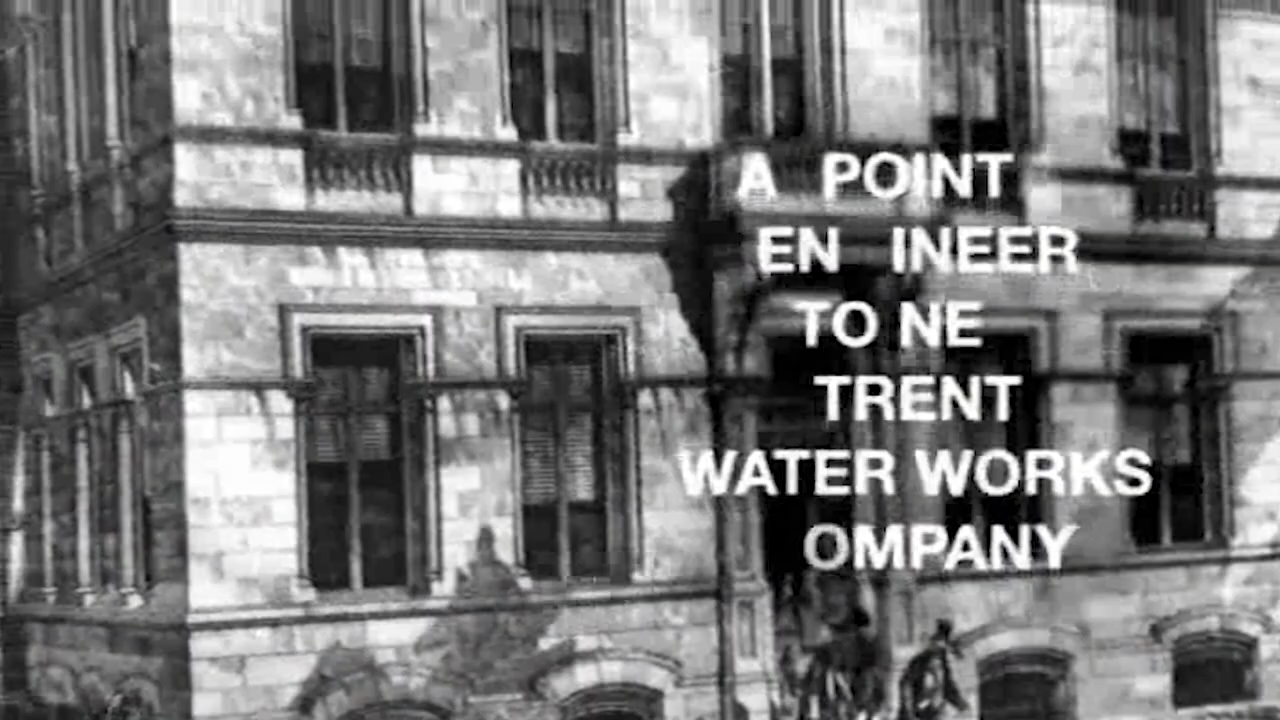 A POINT
EN INEER
TO NE
TRENT
WATER WORKS
OMPANY